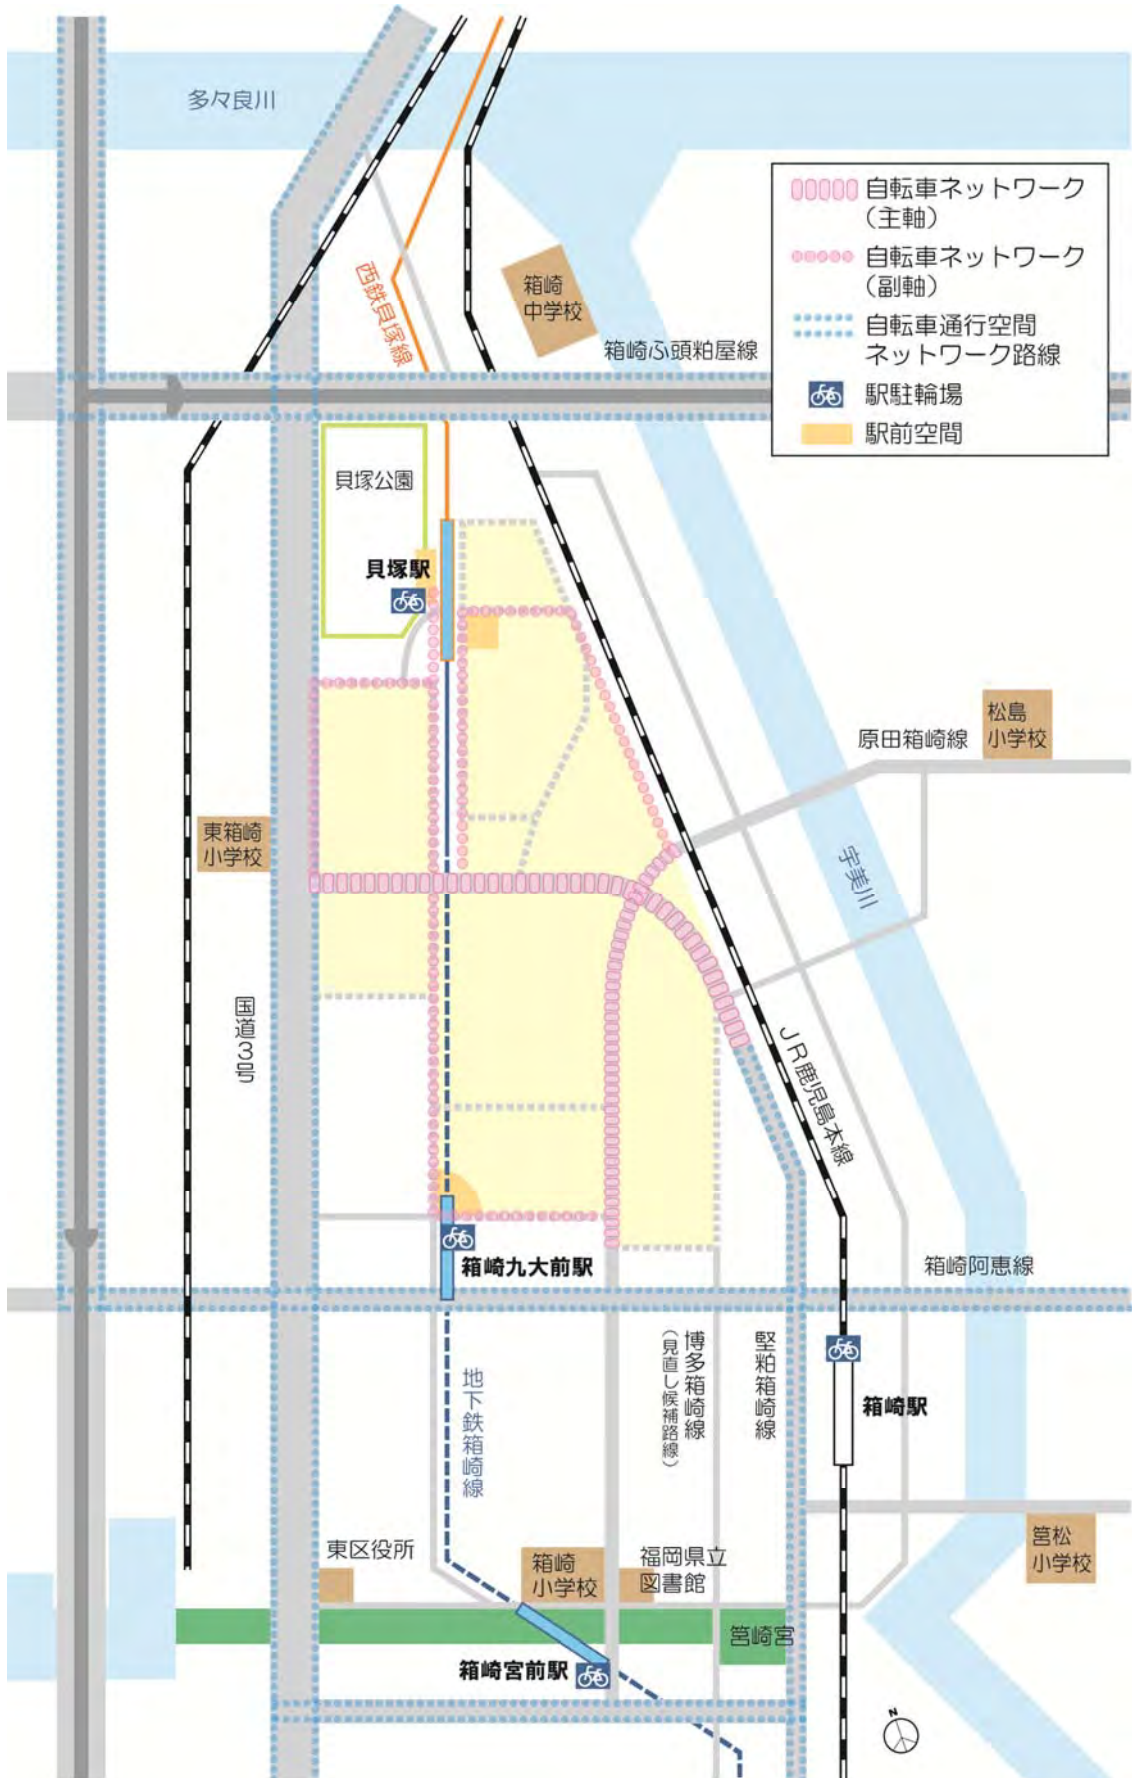 多々良川
自転車ネットワーク
（主軸）
自転車ネットワーク
（副軸）
自転車通行空間
ネットワーク路線
駅駐輪場
駅前空間
西鉄貝塚線
箱崎
中学校
箱崎ふ頭粕屋線
貝塚公園
貝塚駅
松島
小学校
原田箱崎線
東箱崎
小学校
宇美川
国道3号
JR鹿児島本線
箱崎九大前駅
箱崎阿恵線
博多箱崎線
（見直し候補路線）
堅粕箱崎線
地下鉄箱崎線
箱崎駅
東区役所
箱崎
小学校
福岡県立
図書館
筥松
小学校
筥崎宮
箱崎宮前駅
N